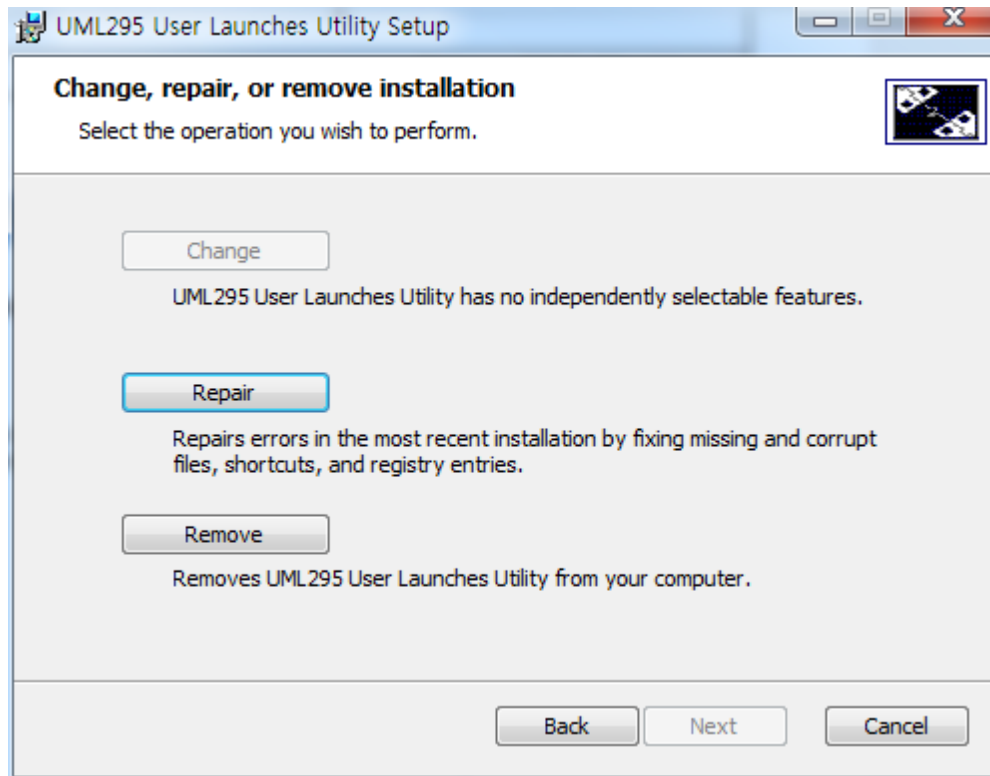 UML295 User Launches Utility Setup
Change, repair, or remove installation
Select the operation you wish to perform.
Change
UML295 User Launches Utility has no independently selectable features.
Repair
Repairs errors in the most recent installation by fixing missing and corrupt
files, shortcuts, and registry entries.
Remove
Removes UML295 User Launches Utility from your computer.
Back Next Cancel